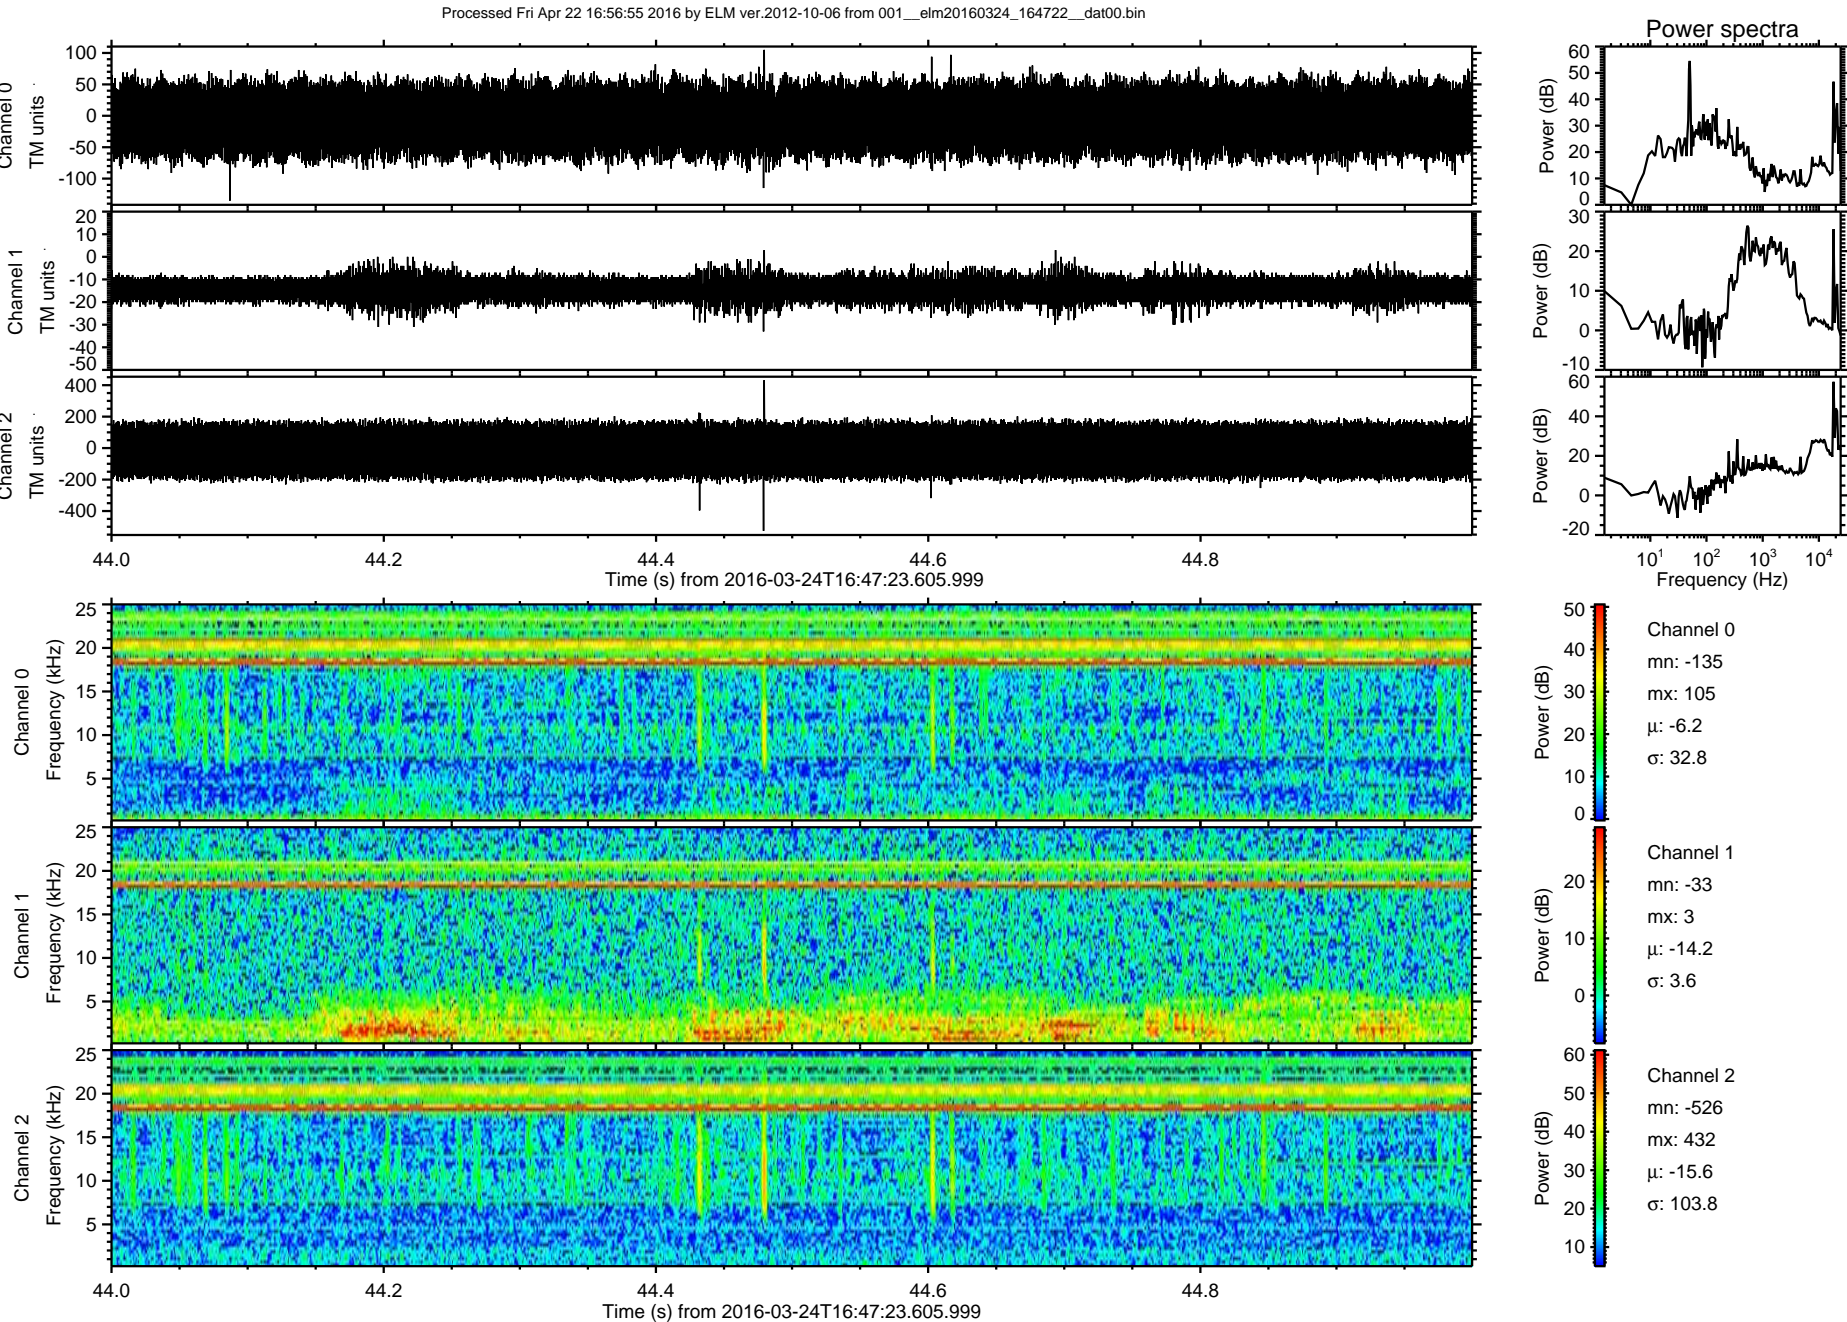 Processed Fri Apr 22 16:56:55 2016 by ELM ver.2012-10-06 from 001__elm20160324_164722__dat00.bin
Power spectra
Channel 0
TM units
100
50
0
-50
-100
Power (dB)
60
50
40
30
20
10
0
Channel 1
TM units
20
10
0
-10
-20
-30
-40
-50
Power (dB)
30
20
10
0
-10
Channel 2
TM units
400
200
0
-200
-400
Power (dB)
60
40
20
0
-20
44.0 44.2 44.4 44.6 44.8
Time (s) from 2016-03-24T16:47:23.605.999
10¹ 10² 10³ 10⁴
Frequency (Hz)
Channel 0
Frequency (kHz)
25
20
15
10
5
Power (dB)
50
40
30
20
10
0
Channel 0
mn: -135
mx: 105
μ: -6.2
σ: 32.8
Channel 1
Frequency (kHz)
25
20
15
10
5
Power (dB)
20
10
0
Channel 1
mn: -33
mx: 3
μ: -14.2
σ: 3.6
Channel 2
Frequency (kHz)
25
20
15
10
5
Power (dB)
60
50
40
30
20
10
Channel 2
mn: -526
mx: 432
μ: -15.6
σ: 103.8
44.0 44.2 44.4 44.6 44.8
Time (s) from 2016-03-24T16:47:23.605.999